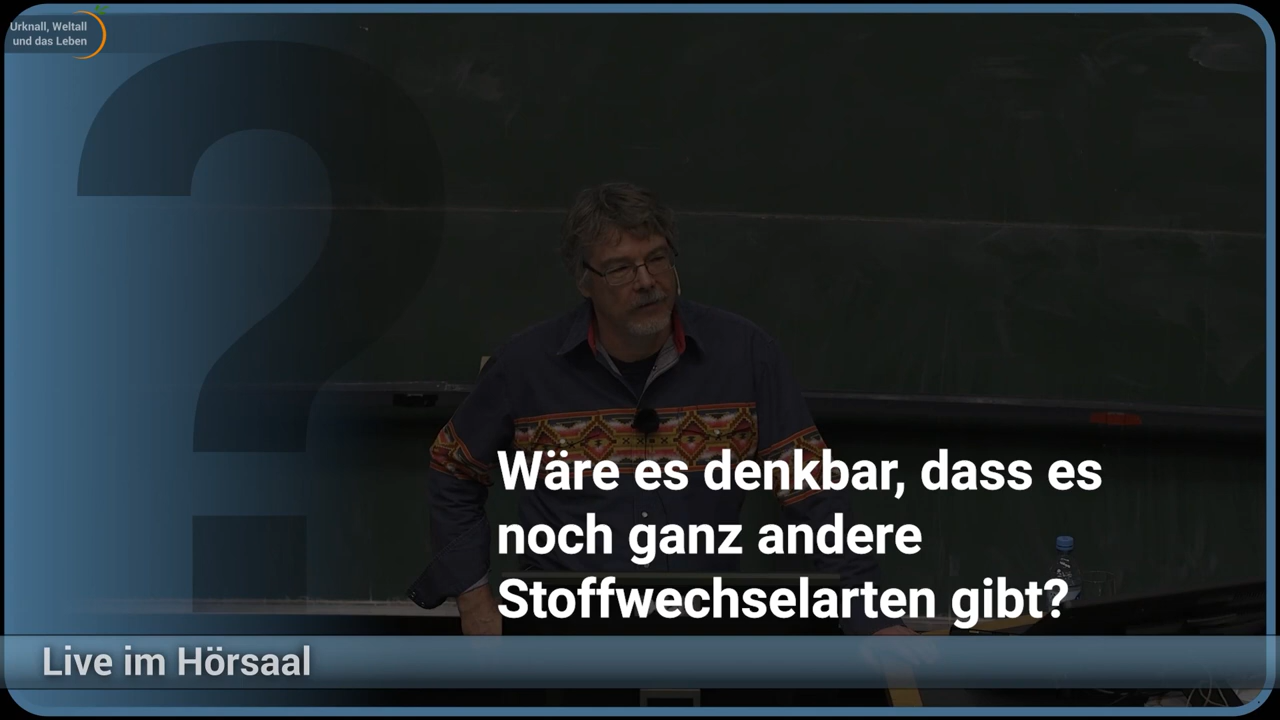 Urknall, Weltall
und das Leben
Wäre es denkbar, dass es
noch ganz andere
Stoffwechselarten gibt?
Live im Hörsaal